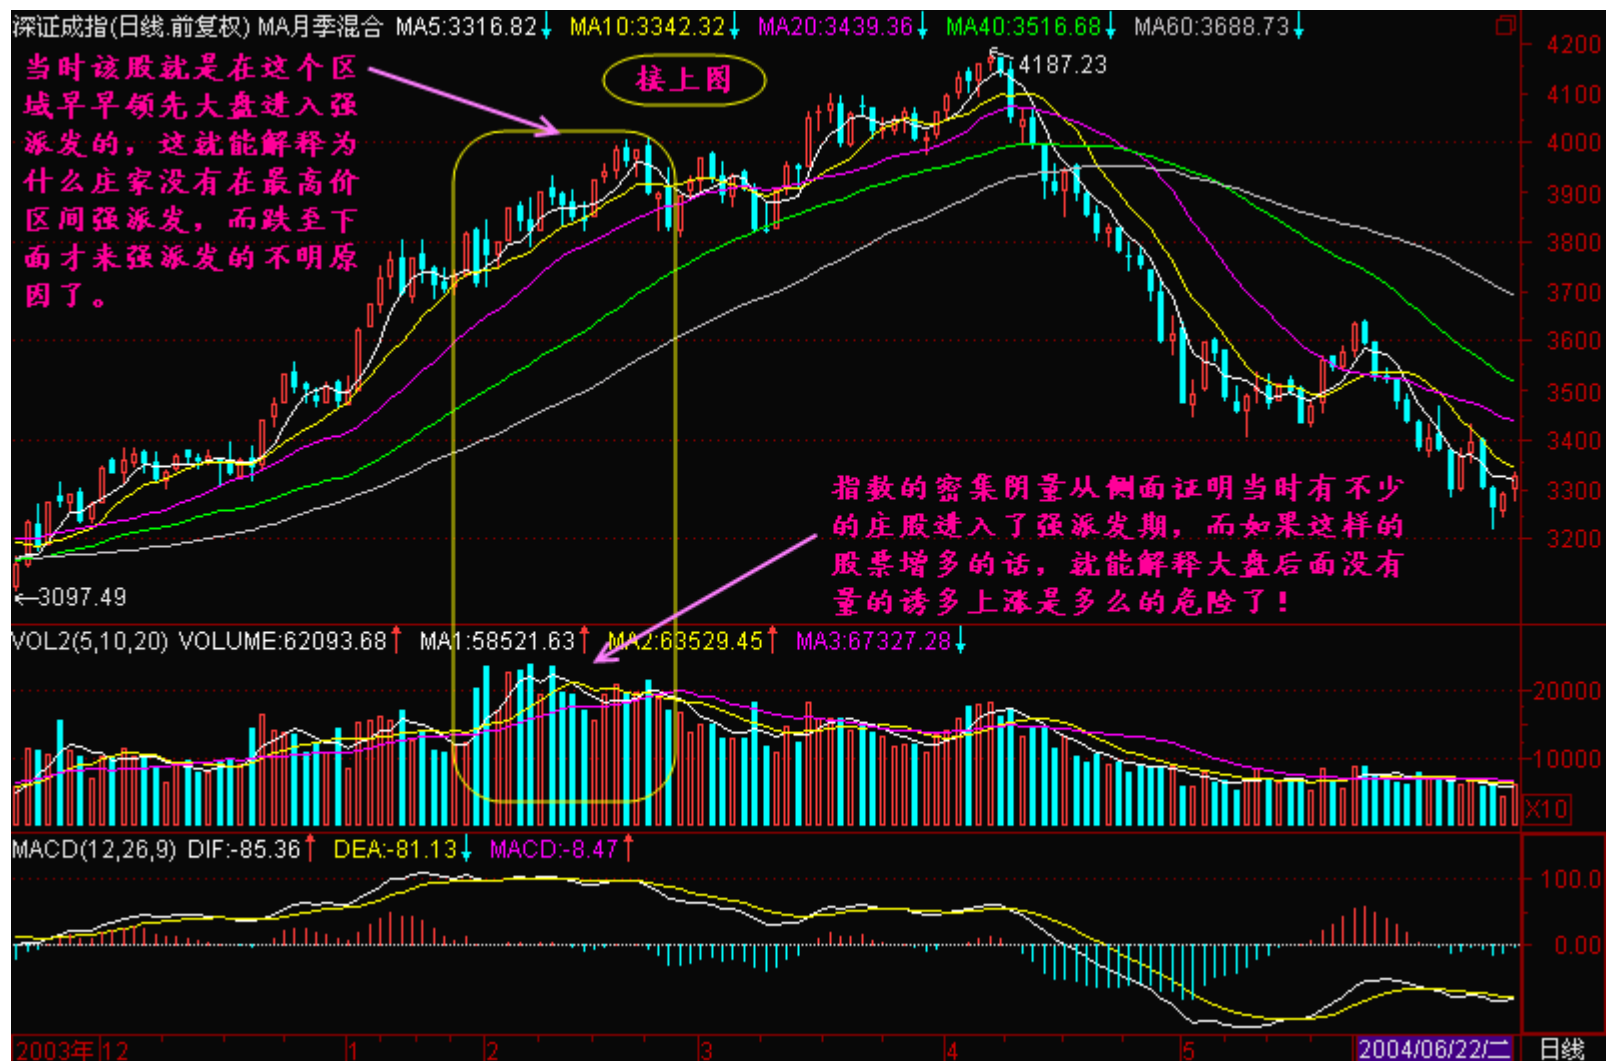 深证成指(日线.前复权) MA月季混合 MA5:3316.82↓ MA10:3342.32↓ MA20:3439.36↓ MA40:3516.68↓ MA60:3688.73↓
当时该股就是在这个区
域早早领先大盘进入强
派发的，这就能解释为
什么庄家没有在最高价
区间强派发，而跌至下
面才来强派发的不明原
因了。
接上图
4187.23
4200
4100
4000
3900
3800
3700
3600
3500
3400
3300
3200
指数的密集阴量从侧面证明当时有不少
的庄股进入了强派发期，而如果这样的
股票增多的话，就能解释大盘后面没有
量的诱多上涨是多么的危险了！
←3097.49
VOL2(5,10,20) VOLUME:62093.68↑ MA1:58521.63↑ MA2:63529.45↑ MA3:67327.28↓
20000
10000
X10
MACD(12,26,9) DIF:-85.36↑ DEA:-81.13↓ MACD:-8.47↑
100.0
0.00
2003年 12 1 2 3 4 5 2004/06/22/二 日线